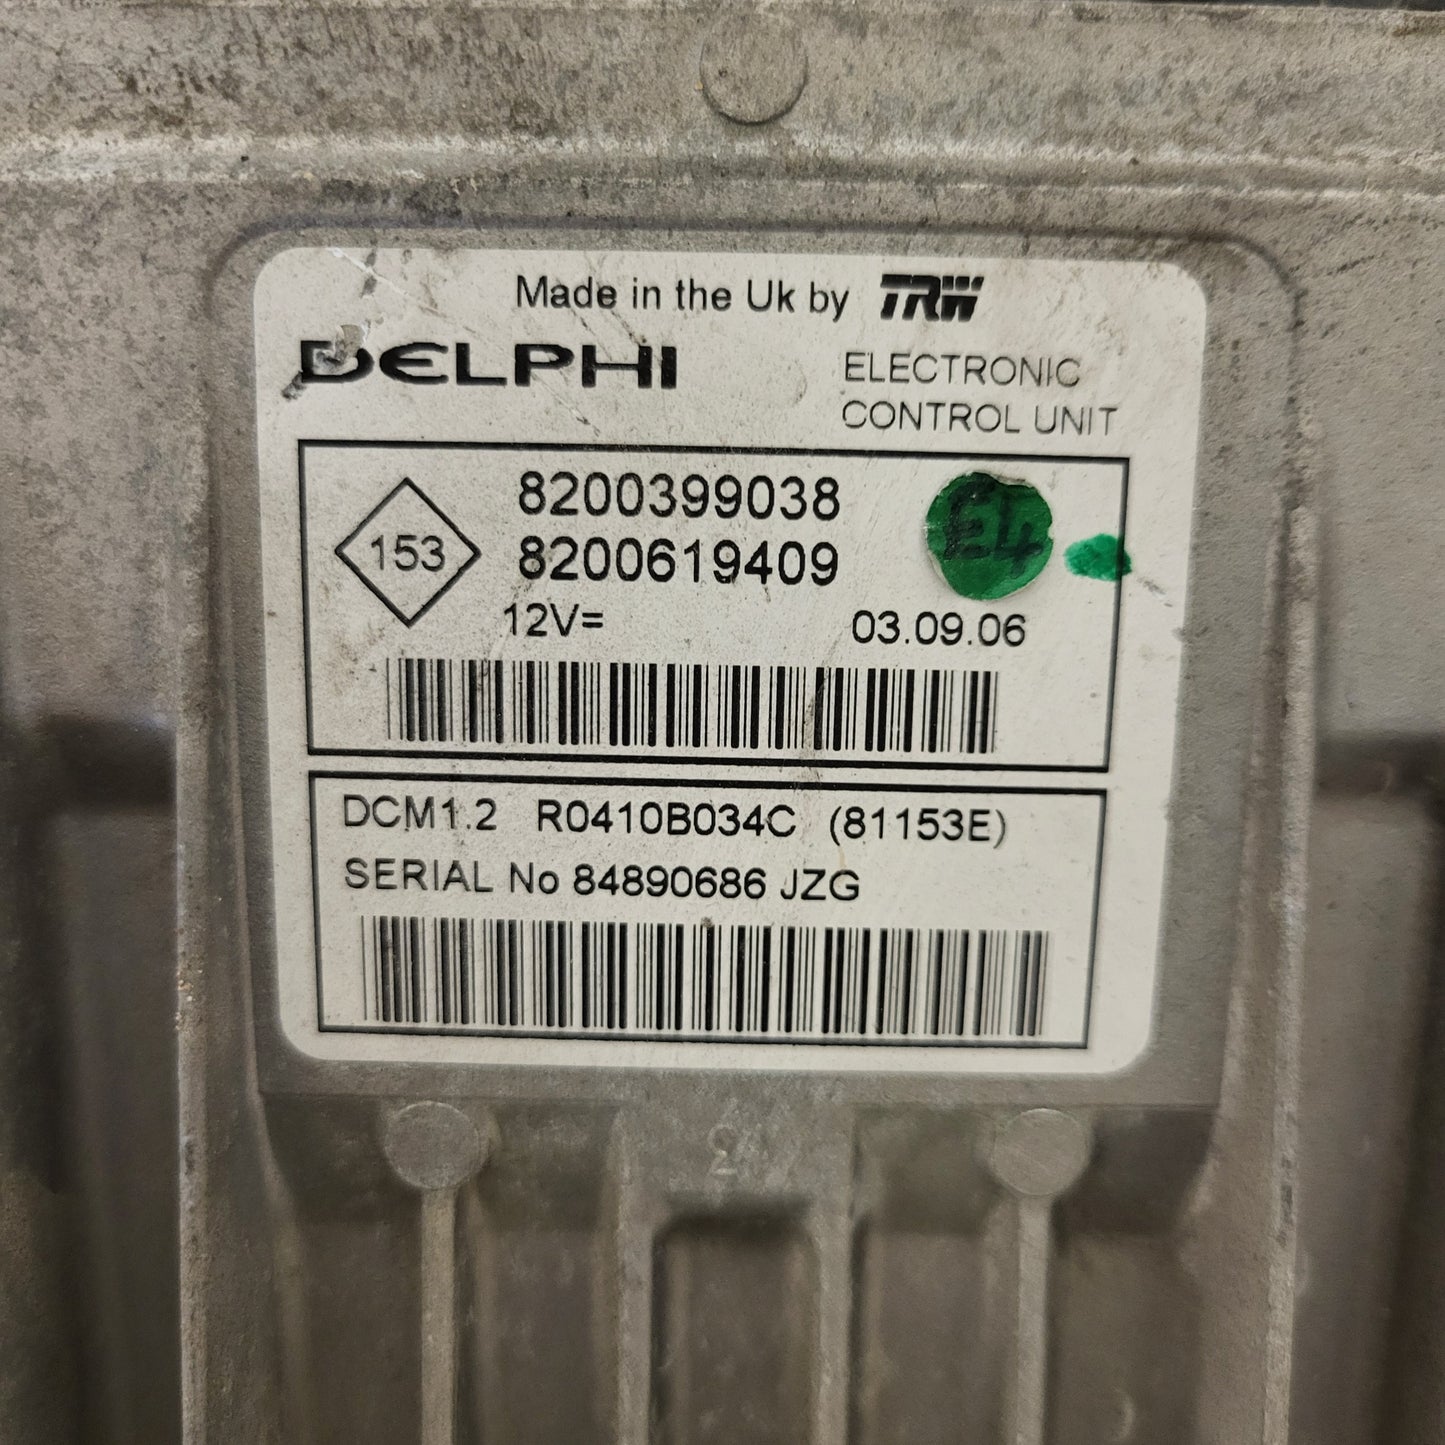 Made in the Uk by TRW
DELPHI
ELECTRONIC
CONTROL UNIT
153
8200399038
8200619409
E4
12V=
03.09.06
DCM1.2 R0410B034C (81153E)
SERIAL No 84890686 JZG